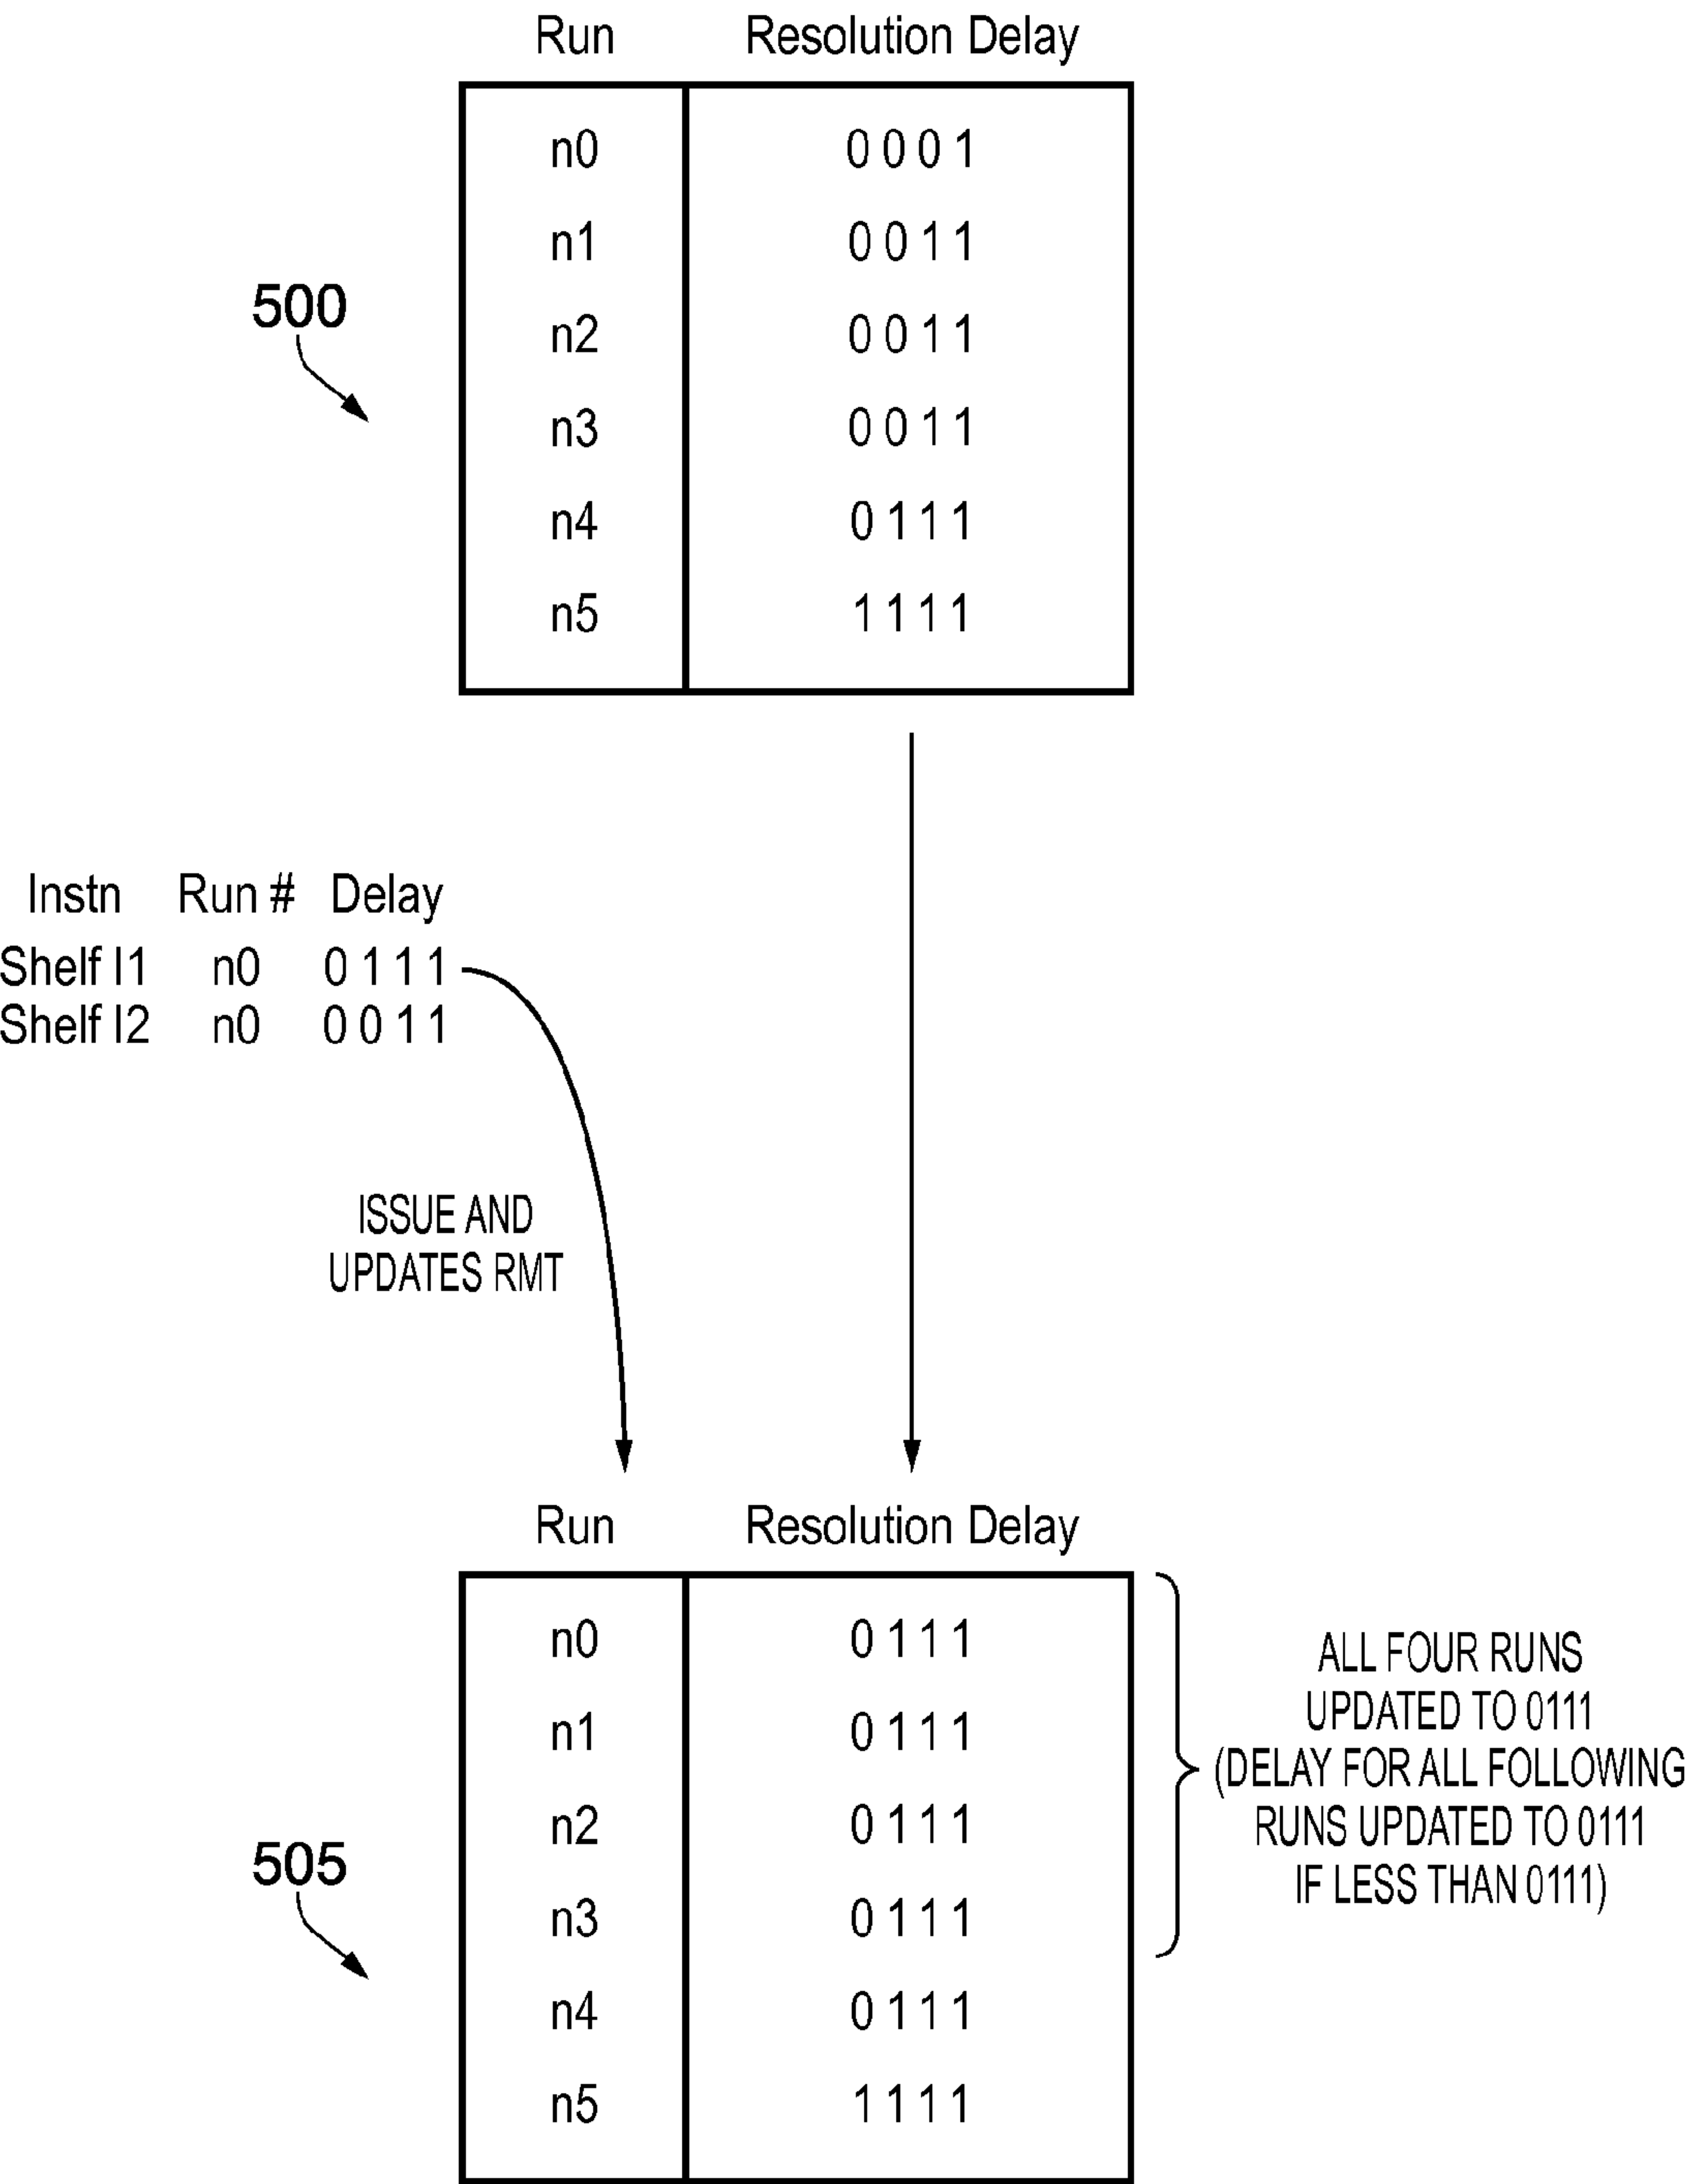 Run Resolution Delay
n0 0 0 0 1
n1 0 0 1 1
500
n2 0 0 1 1
n3 0 0 1 1
n4 0 1 1 1
n5 1 1 1 1
Instn Run # Delay
Shelf I1 n0 0 1 1 1
Shelf I2 n0 0 0 1 1
ISSUE AND
UPDATES RMT
Run Resolution Delay
n0 0 1 1 1
n1 0 1 1 1
n2 0 1 1 1
n3 0 1 1 1
n4 0 1 1 1
n5 1 1 1 1
505
ALL FOUR RUNS
UPDATED TO 0111
(DELAY FOR ALL FOLLOWING
RUNS UPDATED TO 0111
IF LESS THAN 0111)